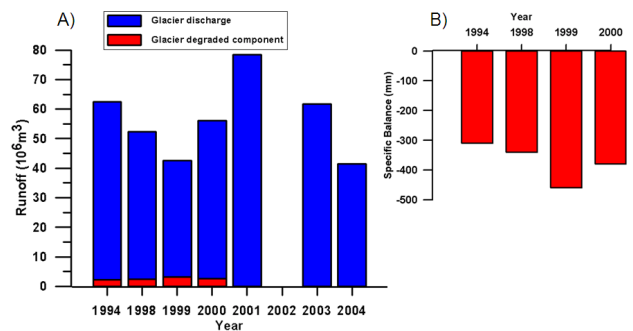 A)
Glacier discharge
Glacier degraded component
80
70
60
50
40
30
20
10
0
Runoff (10⁶m³)
1994 1998 1999 2000 2001 2002 2003 2004
Year
B)
Year
1994 1998 1999 2000
0
-100
-200
-300
-400
-500
Specific Balance (mm)